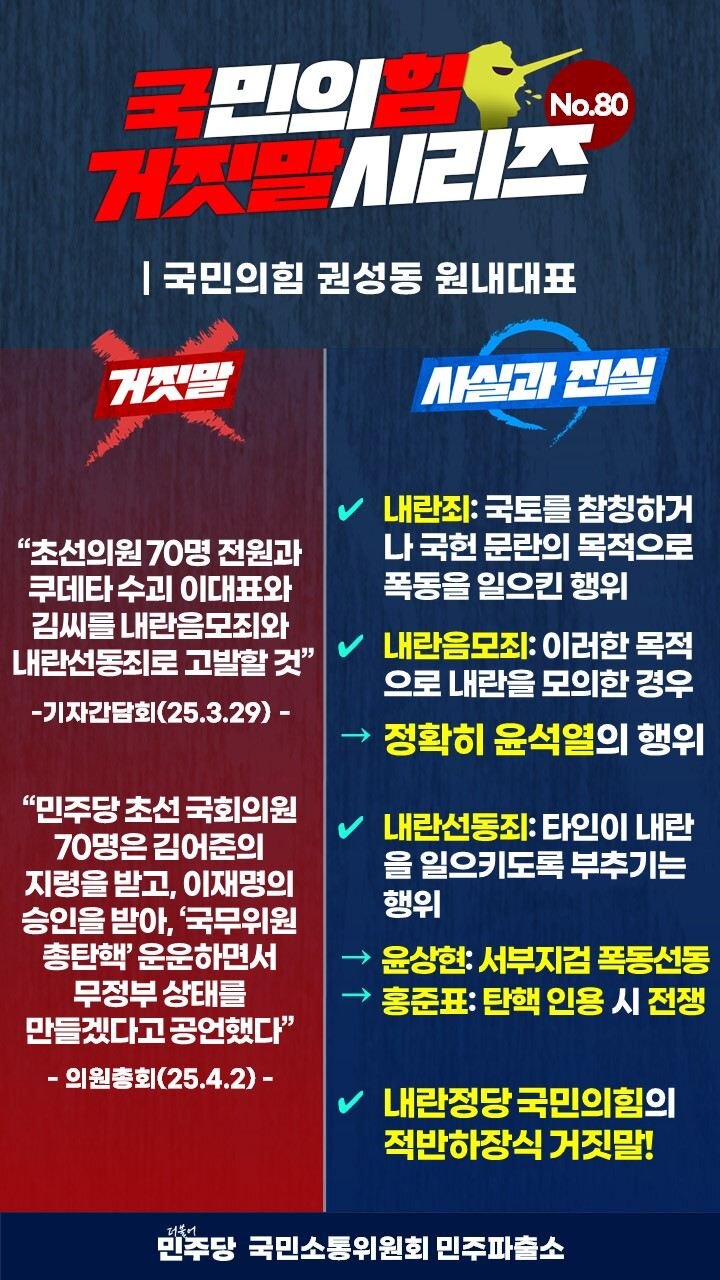 국민의힘
No.80
거짓말시리즈
| 국민의힘 권성동 원내대표
거짓말
“초선의원 70명 전원과
쿠데타 수괴 이대표와
김씨를 내란음모죄와
내란선동죄로 고발할 것”
-기자간담회(25.3.29) -
“민주당 초선 국회의원
70명은 김어준의
지령을 받고, 이재명의
승인을 받아, ‘국무위원
총탄핵’ 운운하면서
무정부 상태를
만들겠다고 공언했다”
- 의원총회(25.4.2) -
사실과 진실
✔ 내란죄: 국토를 참칭하거
나 국헌 문란의 목적으로
폭동을 일으킨 행위
✔ 내란음모죄: 이러한 목적
으로 내란을 모의한 경우
→ 정확히 윤석열의 행위
✔ 내란선동죄: 타인이 내란
을 일으키도록 부추기는
행위
→ 윤상현: 서부지검 폭동선동
→ 홍준표: 탄핵 인용 시 전쟁
✔ 내란정당 국민의힘의
적반하장식 거짓말!
더불어
민주당 국민소통위원회 민주파출소